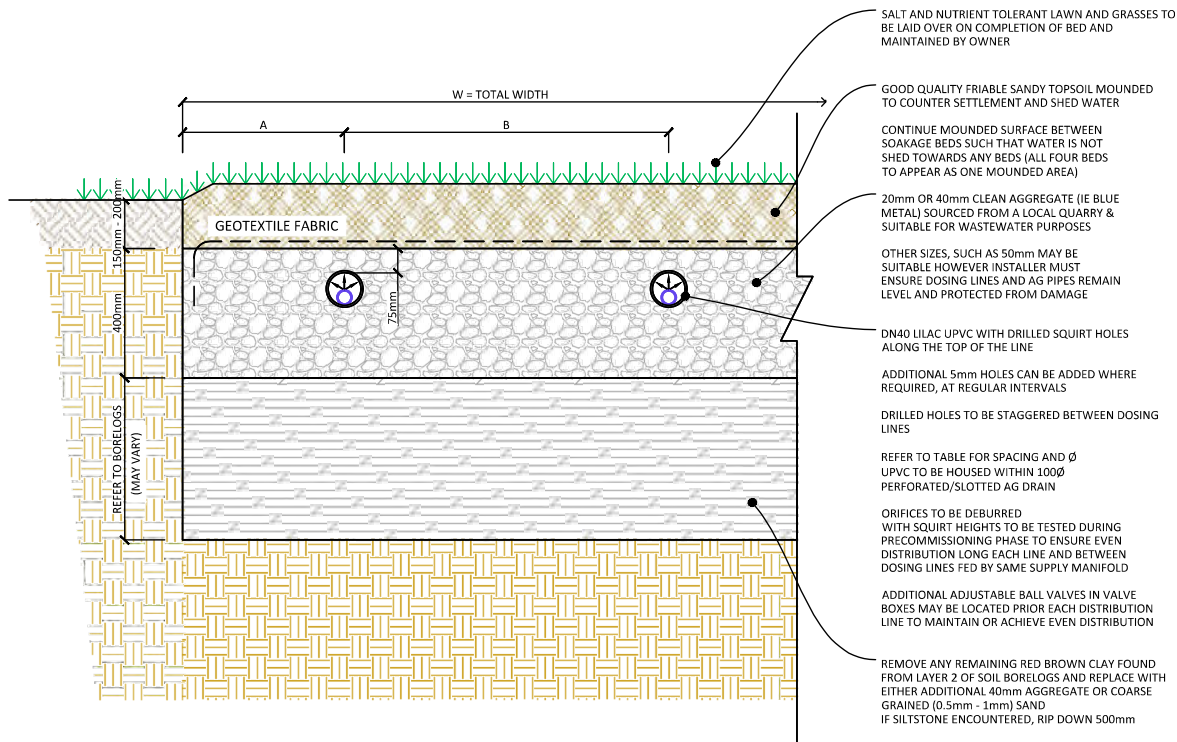 SALT AND NUTRIENT TOLERANT LAWN AND GRASSES TO
BE LAID OVER ON COMPLETION OF BED AND
MAINTAINED BY OWNER
W = TOTAL WIDTH
A
B
GOOD QUALITY FRIABLE SANDY TOPSOIL MOUNDED
TO COUNTER SETTLEMENT AND SHED WATER
CONTINUE MOUNDED SURFACE BETWEEN
SOAKAGE BEDS SUCH THAT WATER IS NOT
SHED TOWARDS ANY BEDS (ALL FOUR BEDS
TO APPEAR AS ONE MOUNDED AREA)
150mm - 200mm
GEOTEXTILE FABRIC
20mm OR 40mm CLEAN AGGREGATE (IE BLUE
METAL) SOURCED FROM A LOCAL QUARRY &
SUITABLE FOR WASTEWATER PURPOSES
OTHER SIZES, SUCH AS 50mm MAY BE
SUITABLE HOWEVER INSTALLER MUST
ENSURE DOSING LINES AND AG PIPES REMAIN
LEVEL AND PROTECTED FROM DAMAGE
400mm
75mm
DN40 LILAC UPVC WITH DRILLED SQUIRT HOLES
ALONG THE TOP OF THE LINE
ADDITIONAL 5mm HOLES CAN BE ADDED WHERE
REQUIRED, AT REGULAR INTERVALS
DRILLED HOLES TO BE STAGGERED BETWEEN DOSING
LINES
REFER TO TABLE FOR SPACING AND Ø
UPVC TO BE HOUSED WITHIN 100Ø
PERFORATED/SLOTTED AG DRAIN
REFER TO BORELOGS
(MAY VARY)
ORIFICES TO BE DEBURRED
WITH SQUIRT HEIGHTS TO BE TESTED DURING
PRECOMMISSIONING PHASE TO ENSURE EVEN
DISTRIBUTION LONG EACH LINE AND BETWEEN
DOSING LINES FED BY SAME SUPPLY MANIFOLD
ADDITIONAL ADJUSTABLE BALL VALVES IN VALVE
BOXES MAY BE LOCATED PRIOR EACH DISTRIBUTION
LINE TO MAINTAIN OR ACHIEVE EVEN DISTRIBUTION
REMOVE ANY REMAINING RED BROWN CLAY FOUND
FROM LAYER 2 OF SOIL BORELOGS AND REPLACE WITH
EITHER ADDITIONAL 40mm AGGREGATE OR COARSE
GRAINED (0.5mm - 1mm) SAND
IF SILTSTONE ENCOUNTERED, RIP DOWN 500mm